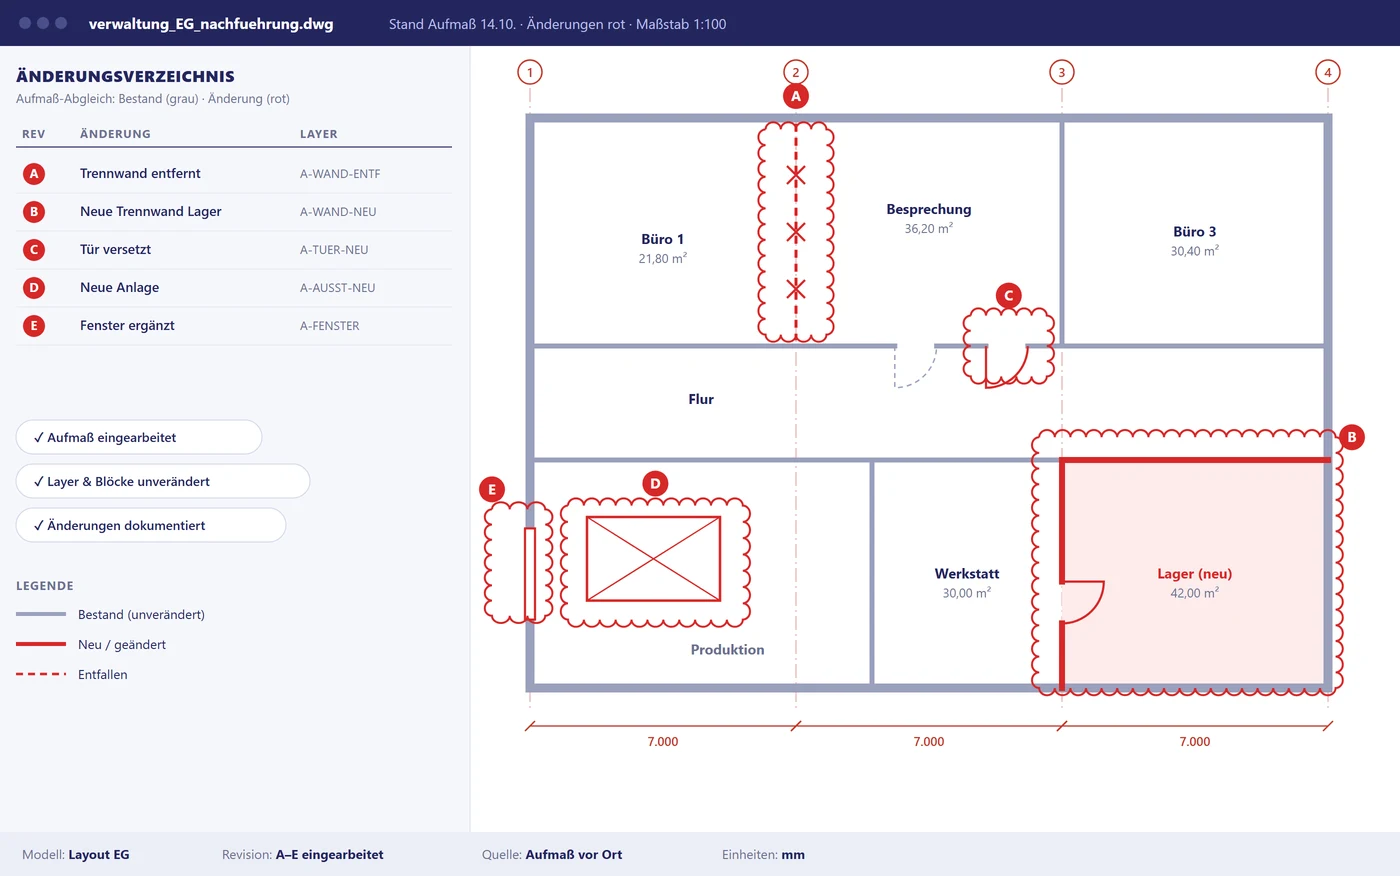 verwaltung_EG_nachfuehrung.dwg
Stand Aufmaß 14.10. · Änderungen rot · Maßstab 1:100
ÄNDERUNGSVERZEICHNIS
Aufmaß-Abgleich: Bestand (grau) · Änderung (rot)
REV ÄNDERUNG LAYER
A Trennwand entfernt A-WAND-ENTF
B Neue Trennwand Lager A-WAND-NEU
C Tür versetzt A-TUER-NEU
D Neue Anlage A-AUSST-NEU
E Fenster ergänzt A-FENSTER
✓ Aufmaß eingearbeitet
✓ Layer & Blöcke unverändert
✓ Änderungen dokumentiert
LEGENDE
Bestand (unverändert)
Neu / geändert
Entfallen
1 2 3 4
A
Büro 1
21,80 m²
Besprechung
36,20 m²
Büro 3
30,40 m²
C
Flur
B
E
D
Produktion
Werkstatt
30,00 m²
Lager (neu)
42,00 m²
7.000 7.000 7.000
Modell: Layout EG
Revision: A–E eingearbeitet
Quelle: Aufmaß vor Ort
Einheiten: mm